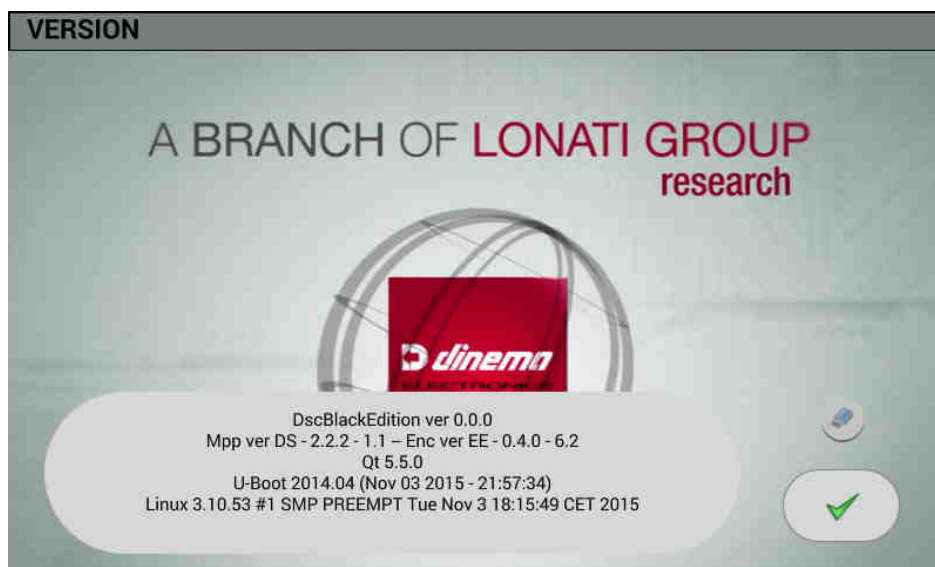 VERSION
A BRANCH OF LONATI GROUP
research
dinema
ELECTRONICS
DscBlackEdition ver 0.0.0
Mpp ver DS - 2.2.2 - 1.1 – Enc ver EE - 0.4.0 - 6.2
Qt 5.5.0
U-Boot 2014.04 (Nov 03 2015 - 21:57:34)
Linux 3.10.53 #1 SMP PREEMPT Tue Nov 3 18:15:49 CET 2015